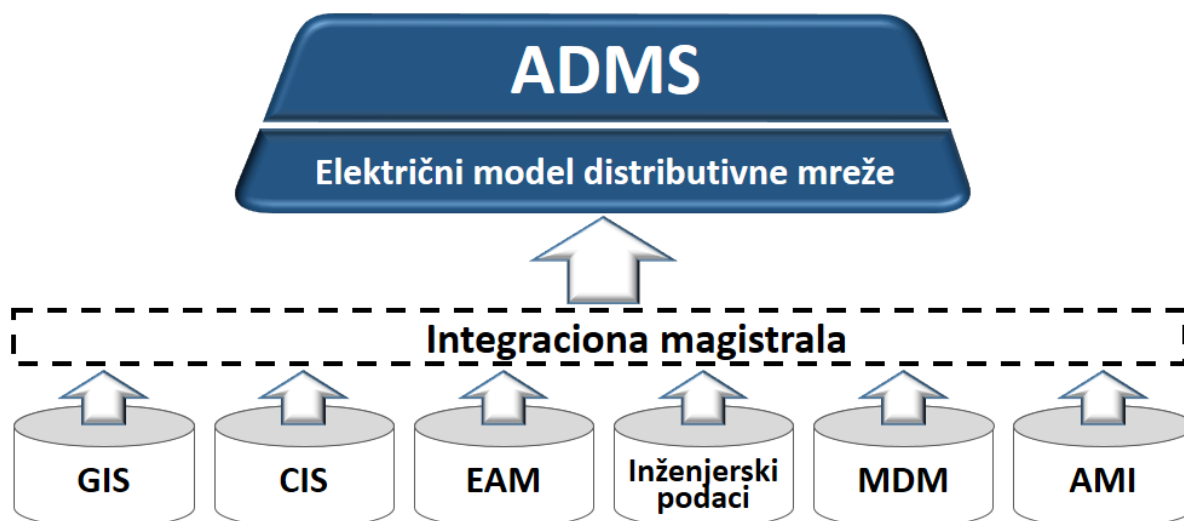 ADMS
Električni model distributivne mreže
Integraciona magistrala
GIS
CIS
EAM
Inženjerski
podaci
MDM
AMI